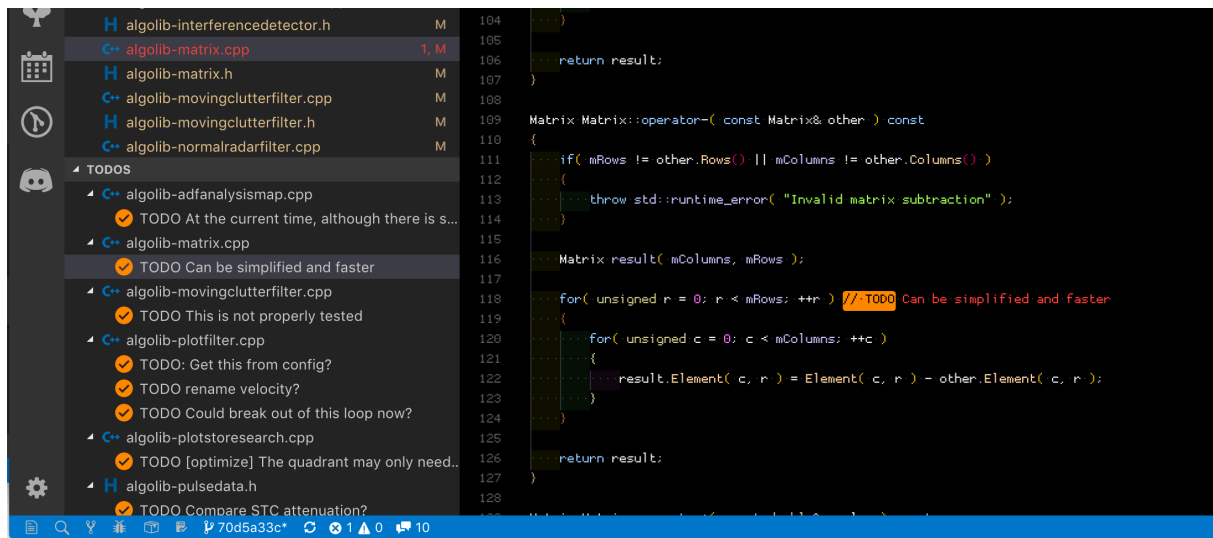 algolib-interferencedetector.h M
algolib-matrix.cpp 1, M
algolib-matrix.h M
algolib-movingclutterfilter.cpp M
algolib-movingclutterfilter.h M
algolib-normalradarfilter.cpp M
TODOS
algolib-adfanalysismap.cpp
TODO At the current time, although there is s...
algolib-matrix.cpp
TODO Can be simplified and faster
algolib-movingclutterfilter.cpp
TODO This is not properly tested
algolib-plotfilter.cpp
TODO: Get this from config?
TODO rename velocity?
TODO Could break out of this loop now?
algolib-plotstoresearch.cpp
TODO [optimize] The quadrant may only need..
algolib-pulsedata.h
TODO Compare STC attenuation?
104 }
105
106 return result;
107 }
108
109 Matrix Matrix::operator-( const Matrix& other ) const
110 {
111 if( mRows != other.Rows() || mColumns != other.Columns() )
112 {
113 throw std::runtime_error( "Invalid matrix subtraction" );
114 }
115
116 Matrix result( mColumns, mRows );
117
118 for( unsigned r = 0; r < mRows; ++r ) // TODO Can be simplified and faster
119 {
120 for( unsigned c = 0; c < mColumns; ++c )
121 {
122 result.Element( c, r ) = Element( c, r ) - other.Element( c, r );
123 }
124 }
125
126 return result;
127 }
128
70d5a33c* 1 0 10